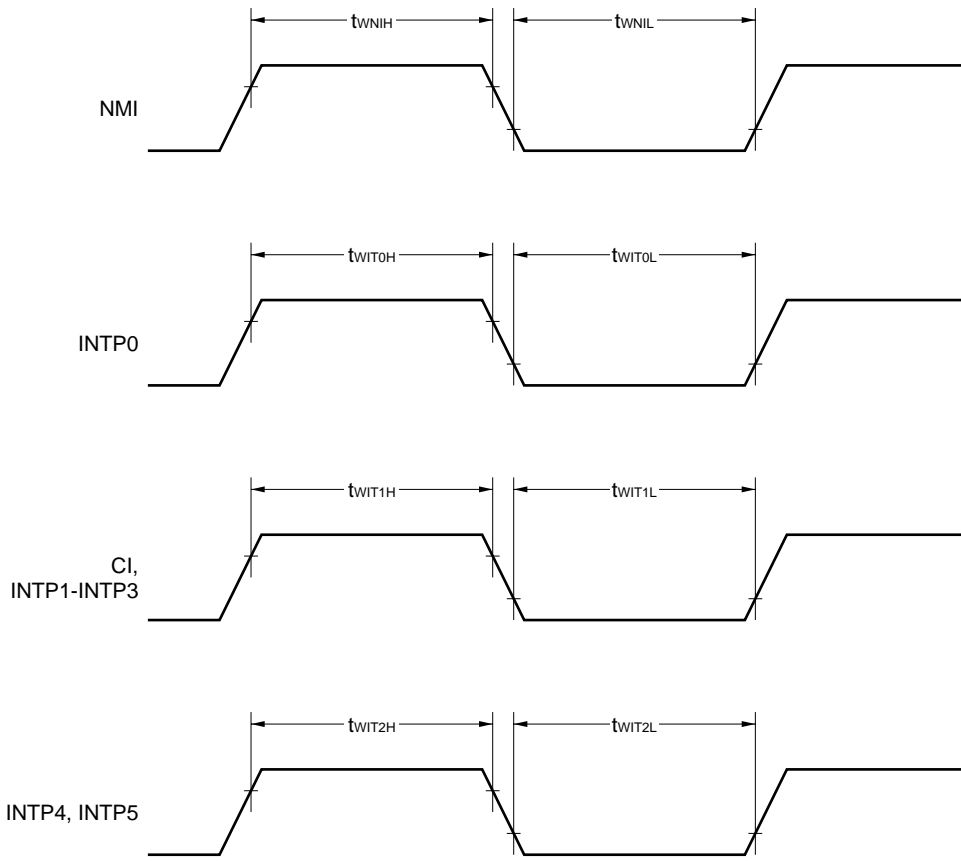 tWNIH
tWNIL
NMI
tWIT0H
tWIT0L
INTP0
tWIT1H
tWIT1L
CI,
INTP1-INTP3
tWIT2H
tWIT2L
INTP4, INTP5